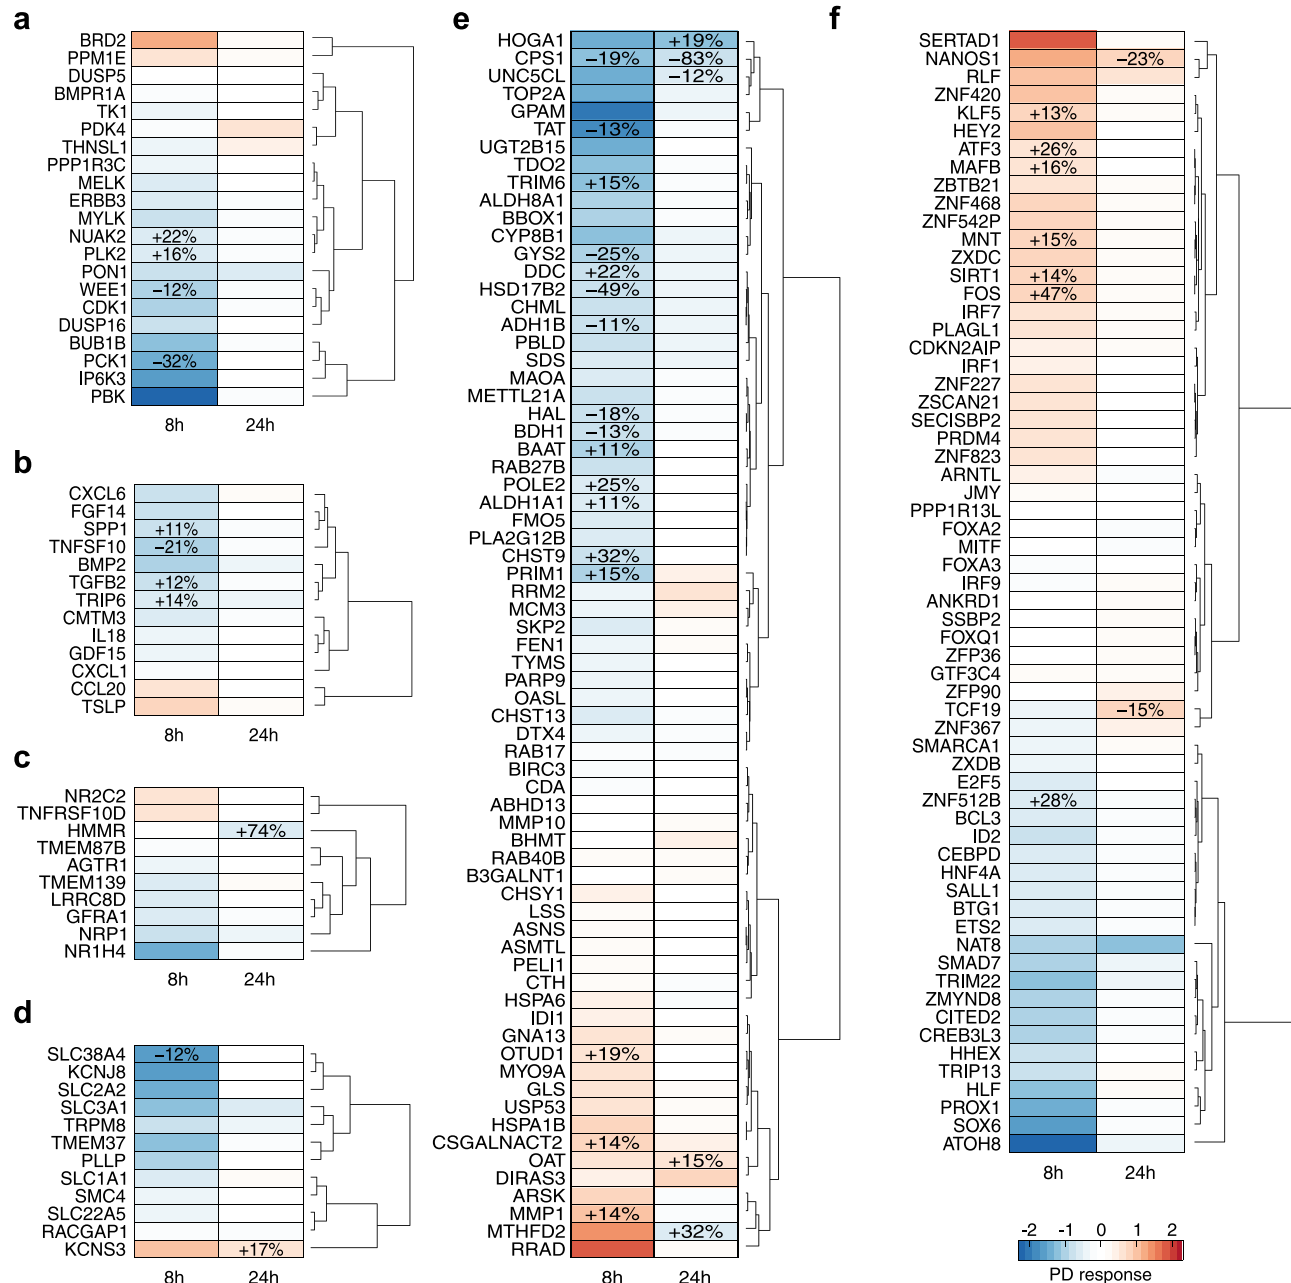 a
BRD2
PPM1E
DUSP5
BMPR1A
TK1
PDK4
THNSL1
PPP1R3C
MELK
ERBB3
MYLK
NUAK2 +22%
PLK2 +16%
PON1
WEE1 −12%
CDK1
DUSP16
BUB1B
PCK1 −32%
IP6K3
PBK
8h 24h
b
CXCL6
FGF14
SPP1 +11%
TNFSF10 −21%
BMP2
TGFB2 +12%
TRIP6 +14%
CMTM3
IL18
GDF15
CXCL1
CCL20
TSLP
8h 24h
c
NR2C2
TNFRSF10D
HMMR +74%
TMEM87B
AGTR1
TMEM139
LRRC8D
GFRA1
NRP1
NR1H4
8h 24h
d
SLC38A4 −12%
KCNJ8
SLC2A2
SLC3A1
TRPM8
TMEM37
PLLP
SLC1A1
SMC4
SLC22A5
RACGAP1
KCNS3 +17%
8h 24h
e
HOGA1 +19%
CPS1 −19% −83%
UNC5CL −12%
TOP2A
GPAM
TAT −13%
UGT2B15
TDO2
TRIM6 +15%
ALDH8A1
BBOX1
CYP8B1
GYS2 −25%
DDC +22%
HSD17B2 −49%
CHML
ADH1B −11%
PBLD
SDS
MAOA
METTL21A
HAL −18%
BDH1 −13%
BAAT +11%
RAB27B
POLE2 +25%
ALDH1A1 +11%
FMO5
PLA2G12B
CHST9 +32%
PRIM1 +15%
RRM2
MCM3
SKP2
FEN1
TYMS
PARP9
OASL
CHST13
DTX4
RAB17
BIRC3
CDA
ABHD13
MMP10
BHMT
RAB40B
B3GALNT1
CHSY1
LSS
ASNS
ASMTL
PELI1
CTH
HSPA6
IDI1
GNA13
OTUD1 +19%
MYO9A
GLS
USP53
HSPA1B
CSGALNACT2 +14%
OAT +15%
DIRAS3
ARSK
MMP1 +14%
MTHFD2 +32%
RRAD
8h 24h
f
SERTAD1
NANOS1 −23%
RLF
ZNF420
KLF5 +13%
HEY2
ATF3 +26%
MAFB +16%
ZBTB21
ZNF468
ZNF542P
MNT +15%
ZXDC
SIRT1 +14%
FOS +47%
IRF7
PLAGL1
CDKN2AIP
IRF1
ZNF227
ZSCAN21
SECISBP2
PRDM4
ZNF823
ARNTL
JMY
PPP1R13L
FOXA2
MITF
FOXA3
IRF9
ANKRD1
SSBP2
FOXQ1
ZFP36
GTF3C4
ZFP90
TCF19 −15%
ZNF367
SMARCA1
ZXDB
E2F5
ZNF512B +28%
BCL3
ID2
CEBPD
HNF4A
SALL1
BTG1
ETS2
NAT8
SMAD7
TRIM22
ZMYND8
CITED2
CREB3L3
HHEX
TRIP13
HLF
PROX1
SOX6
ATOH8
8h 24h
-2 -1 0 1 2
PD response